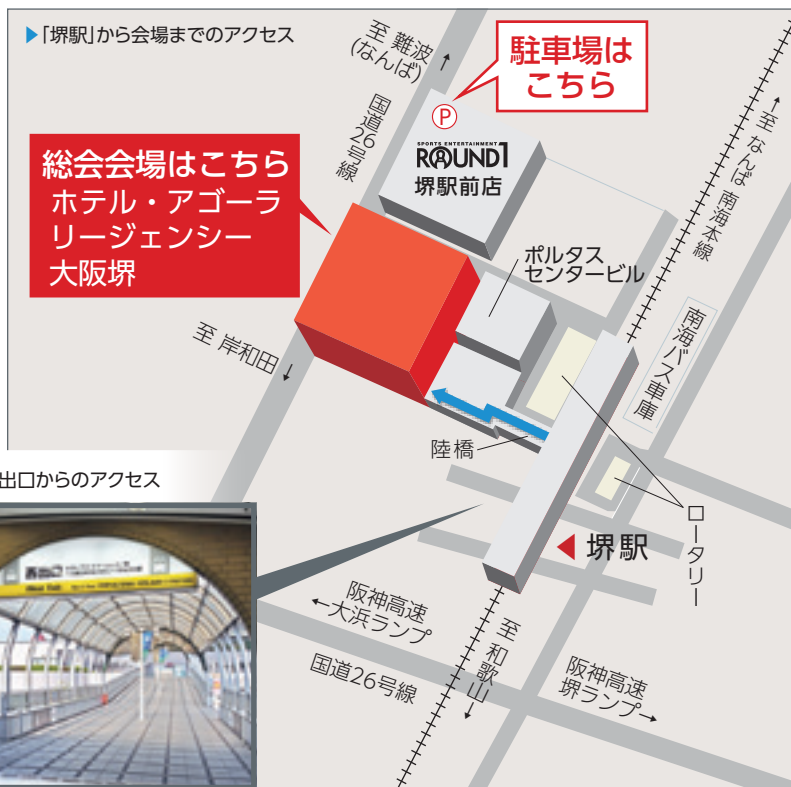 ▶「堺駅」から会場までのアクセス
至 難波
(なんば)
↑
国道26号線
駐車場は
こちら
P
SPORTS ENTERTAINMENT
ROUND1
堺駅前店
総会会場はこちら
ホテル・アゴーラ
リージェンシー
大阪堺
ポルタス
センタービル
←至 なんば 南海本線
南海バス車庫
至 岸和田
↓
陸橋
ロータリー
堺駅
出口からのアクセス
西出口
West Exit
←阪神高速
大浜ランプ
国道26号線
至 和歌山→
阪神高速
堺ランプ→